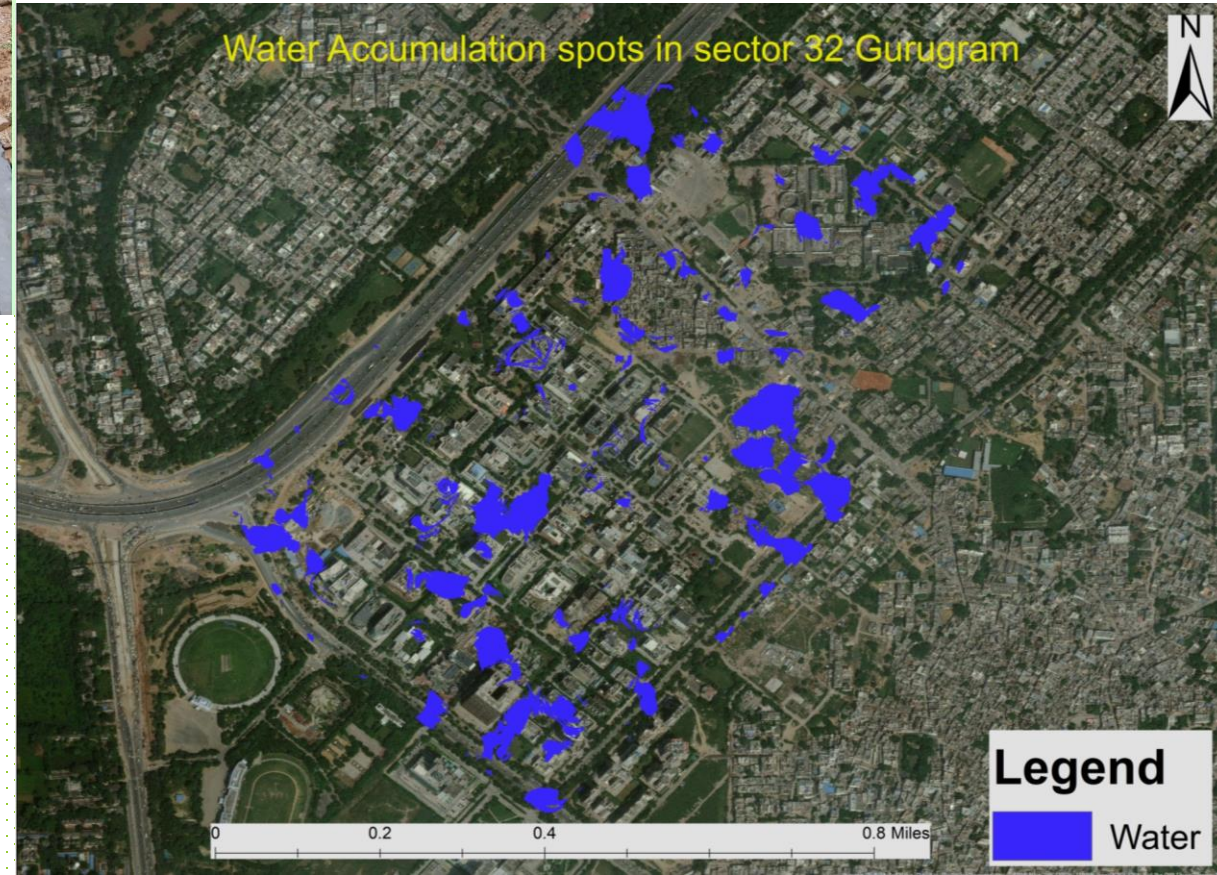 Water Accumulation spots in sector 32 Gurugram
N
Legend
Water
0 0.2 0.4 0.8 Miles